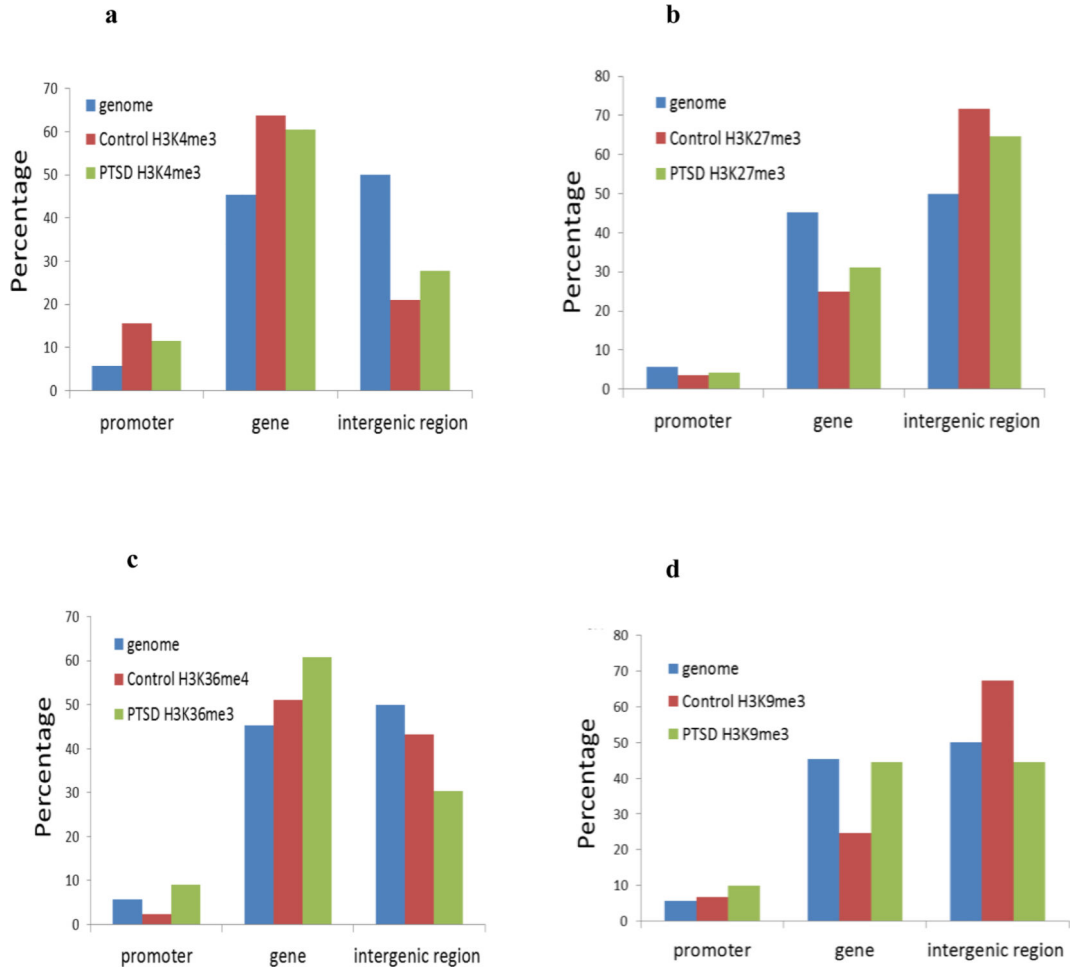 a
70
60
50
40
30
20
10
0
Percentage
genome
Control H3K4me3
PTSD H3K4me3
promoter gene intergenic region
b
80
70
60
50
40
30
20
10
0
Percentage
genome
Control H3K27me3
PTSD H3K27me3
promoter gene intergenic region
c
70
60
50
40
30
20
10
0
Percentage
genome
Control H3K36me4
PTSD H3K36me3
promoter gene intergenic region
d
80
70
60
50
40
30
20
10
0
Percentage
genome
Control H3K9me3
PTSD H3K9me3
promoter gene intergenic region